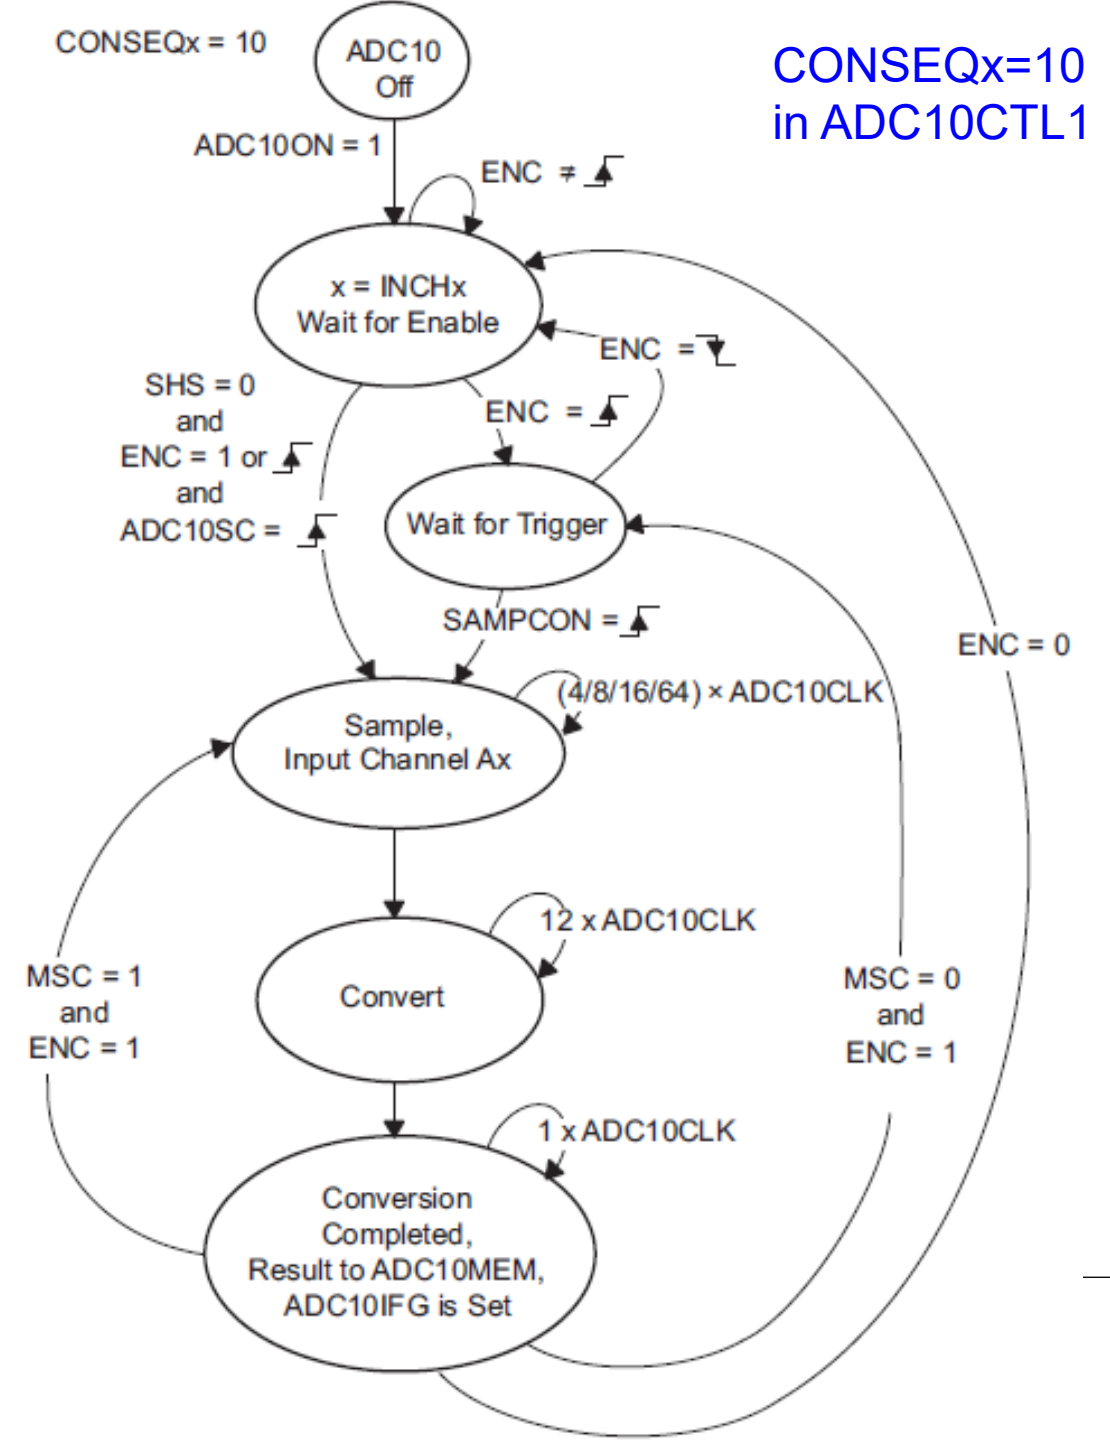 CONSEQx = 10
ADC10
Off
CONSEQx=10
in ADC10CTL1
ADC10ON = 1
ENC ≠
x = INCHx
Wait for Enable
ENC =
SHS = 0
and
ENC = 1 or
and
ADC10SC =
ENC =
Wait for Trigger
SAMPCON =
ENC = 0
(4/8/16/64) × ADC10CLK
Sample,
Input Channel Ax
12 x ADC10CLK
Convert
MSC = 1
and
ENC = 1
MSC = 0
and
ENC = 1
1 x ADC10CLK
Conversion
Completed,
Result to ADC10MEM,
ADC10IFG is Set